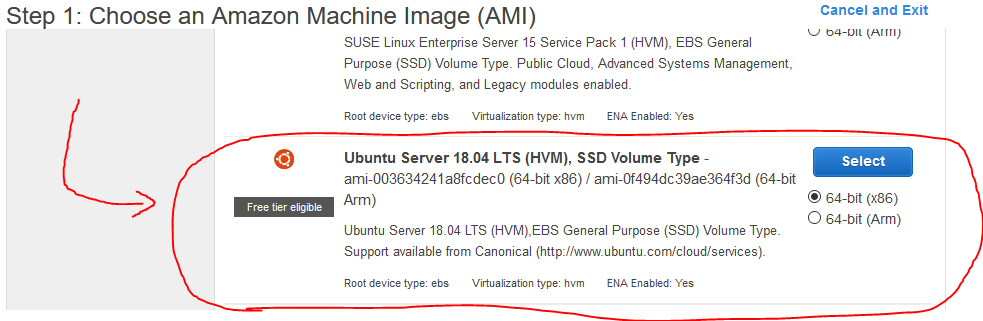 Step 1: Choose an Amazon Machine Image (AMI)
Cancel and Exit
64-bit (Arm)
SUSE Linux Enterprise Server 15 Service Pack 1 (HVM), EBS General
Purpose (SSD) Volume Type. Public Cloud, Advanced Systems Management,
Web and Scripting, and Legacy modules enabled.
Root device type: ebs Virtualization type: hvm ENA Enabled: Yes
Ubuntu Server 18.04 LTS (HVM), SSD Volume Type -
ami-003634241a8fcdec0 (64-bit x86) / ami-0f494dc39ae364f3d (64-bit
Arm)
Select
64-bit (x86)
64-bit (Arm)
Free tier eligible
Ubuntu Server 18.04 LTS (HVM),EBS General Purpose (SSD) Volume Type.
Support available from Canonical (http://www.ubuntu.com/cloud/services).
Root device type: ebs Virtualization type: hvm ENA Enabled: Yes